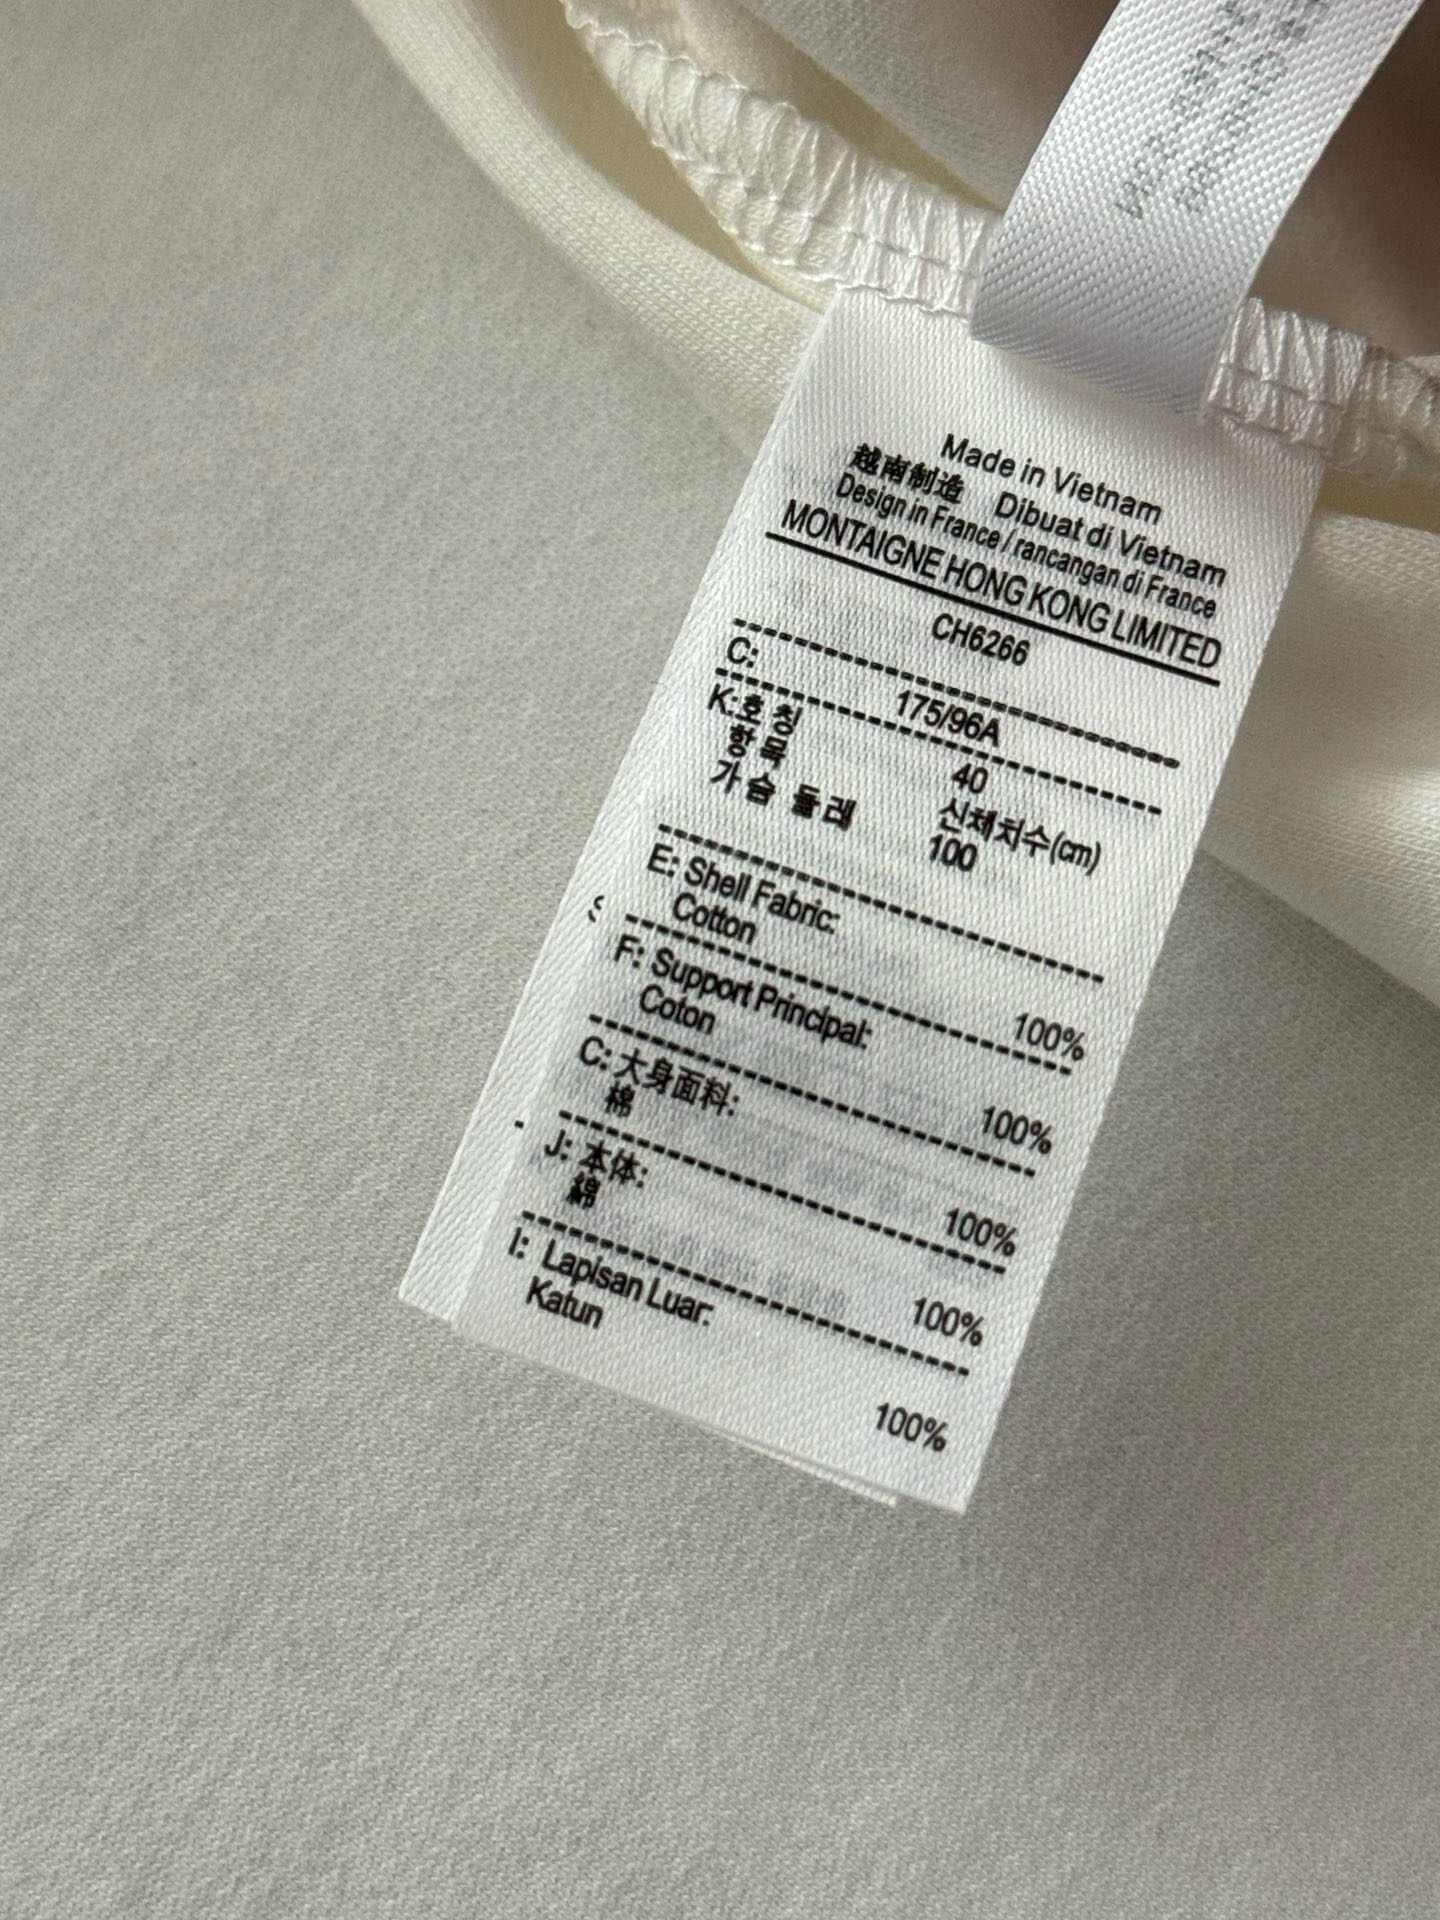 Made in Vietnam
越南制造 Dibuat di Vietnam
Design in France / rancangan di France
MONTAIGNE HONG KONG LIMITED
CH6266
C: 175/96A
K:호칭 40
항목 신체치수(cm)
가슴 둘레 100
E: Shell Fabric:
Cotton 100%
F: Support Principal:
Coton 100%
C: 大身面料:
棉 100%
J: 本体:
綿 100%
I: Lapisan Luar:
Katun 100%